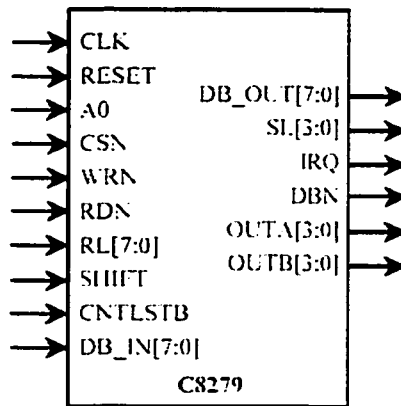 CLK
RESET
A0
CSN
WRN
RDN
RL[7:0]
SHIFT
CNTLSTB
DB_IN[7:0]
DB_OUT[7:0]
SL[3:0]
IRQ
DBN
OUTA[3:0]
OUTB[3:0]
C8279